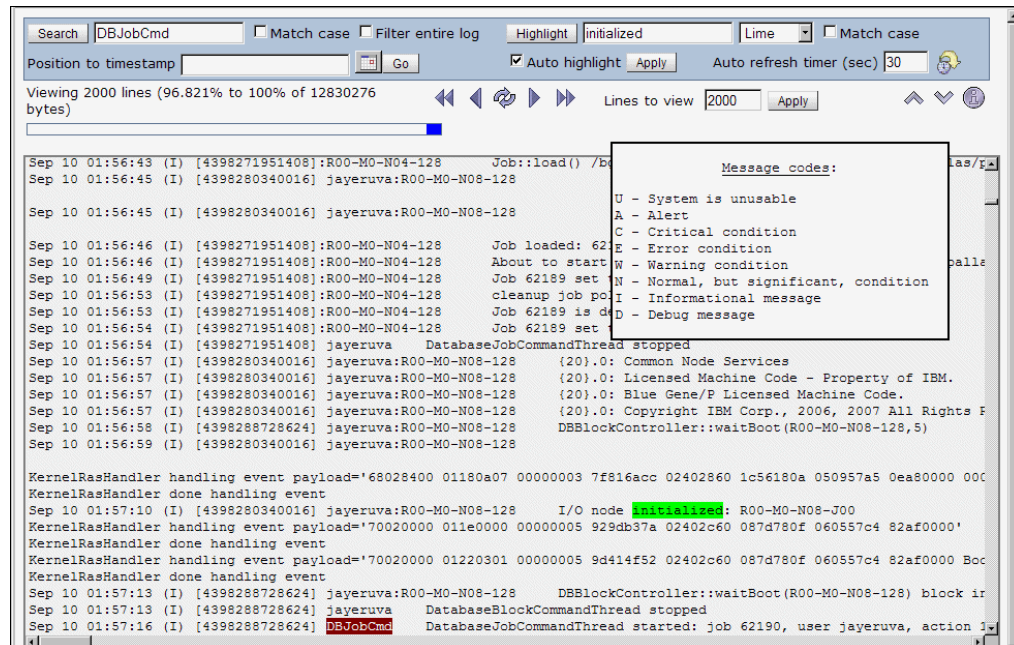 Search DBJobCmd Match case Filter entire log Highlight initialized Lime Match case
Position to timestamp Go Auto highlight Apply Auto refresh timer (sec) 30
Viewing 2000 lines (96.821% to 100% of 12830276 bytes) Lines to view 2000 Apply
Message codes:
U - System is unusable
A - Alert
C - Critical condition
E - Error condition
W - Warning condition
N - Normal, but significant, condition
I - Informational message
D - Debug message
Sep 10 01:56:43 (I) [4398271951408]:R00-M0-N04-128 Job::load()
Sep 10 01:56:45 (I) [4398280340016] jayeruva:R00-M0-N08-128
Sep 10 01:56:45 (I) [4398280340016] jayeruva:R00-M0-N08-128
Sep 10 01:56:46 (I) [4398271951408]:R00-M0-N04-128 Job loaded:
Sep 10 01:56:46 (I) [4398271951408]:R00-M0-N04-128 About to start
Sep 10 01:56:49 (I) [4398271951408]:R00-M0-N04-128 Job 62189 set
Sep 10 01:56:53 (I) [4398271951408]:R00-M0-N04-128 cleanup job
Sep 10 01:56:53 (I) [4398271951408]:R00-M0-N04-128 Job 62189 is
Sep 10 01:56:54 (I) [4398271951408]:R00-M0-N04-128 Job 62189 set
Sep 10 01:56:54 (I) [4398271951408] jayeruva DatabaseJobCommandThread stopped
Sep 10 01:56:57 (I) [4398280340016] jayeruva:R00-M0-N08-128 {20}.0: Common Node Services
Sep 10 01:56:57 (I) [4398280340016] jayeruva:R00-M0-N08-128 {20}.0: Licensed Machine Code - Property of IBM.
Sep 10 01:56:57 (I) [4398280340016] jayeruva:R00-M0-N08-128 {20}.0: Blue Gene/P Licensed Machine Code.
Sep 10 01:56:57 (I) [4398280340016] jayeruva:R00-M0-N08-128 {20}.0: Copyright IBM Corp., 2006, 2007 All Rights
Sep 10 01:56:58 (I) [4398288728624] jayeruva:R00-M0-N08-128 DBBlockController::waitBoot(R00-M0-N08-128,5)
Sep 10 01:56:59 (I) [4398280340016] jayeruva:R00-M0-N08-128
KernelRasHandler handling event payload='68028400 01180a07 00000003 7f816acc 02402860 1c56180a 050957a5 0ea80000 000
KernelRasHandler done handling event
Sep 10 01:57:10 (I) [4398280340016] jayeruva:R00-M0-N08-128 I/O node initialized: R00-M0-N08-J00
KernelRasHandler handling event payload='70020000 011e0000 00000005 929db37a 02402c60 087d780f 060557c4 82af0000'
KernelRasHandler done handling event
KernelRasHandler handling event payload='70020000 01220301 00000005 9d414f52 02402c60 087d780f 060557c4 82af0000
KernelRasHandler done handling event
Sep 10 01:57:13 (I) [4398288728624] jayeruva:R00-M0-N08-128 DBBlockController::waitBoot(R00-M0-N08-128) block
Sep 10 01:57:13 (I) [4398288728624] jayeruva DatabaseBlockCommandThread stopped
Sep 10 01:57:16 (I) [4398288728624] DBJobCmd DatabaseJobCommandThread started: job 62190, user jayeruva, action